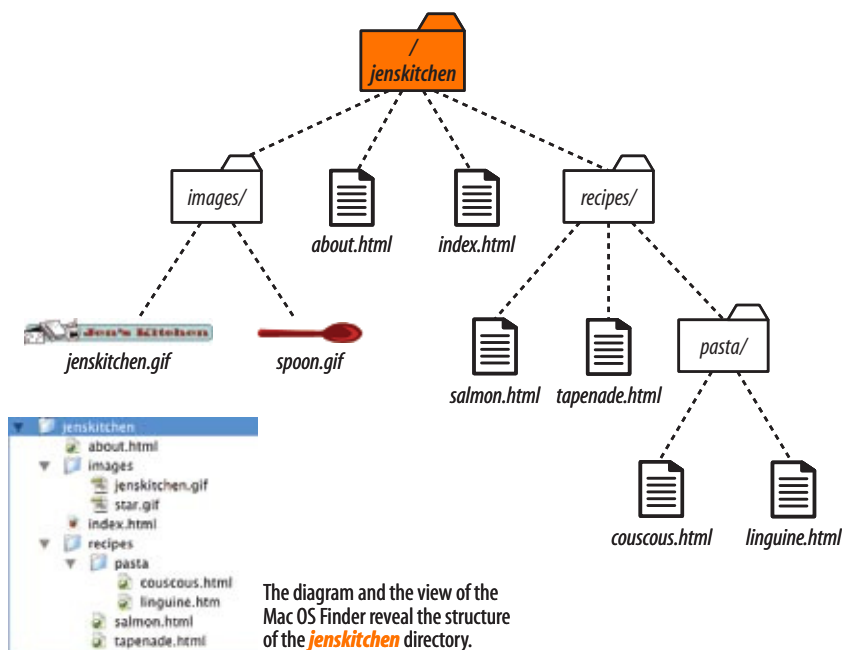 /
jenskitchen
images/
recipes/
about.html
index.html
Jen's Kitchen
jenskitchen.gif
spoon.gif
pasta/
salmon.html
tapenade.html
couscous.html
linguine.html
jenskitchen
about.html
images
jenskitchen.gif
star.gif
index.html
recipes
pasta
couscous.html
linguine.htm
salmon.html
tapenade.html
The diagram and the view of the
Mac OS Finder reveal the structure
of the jenskitchen directory.